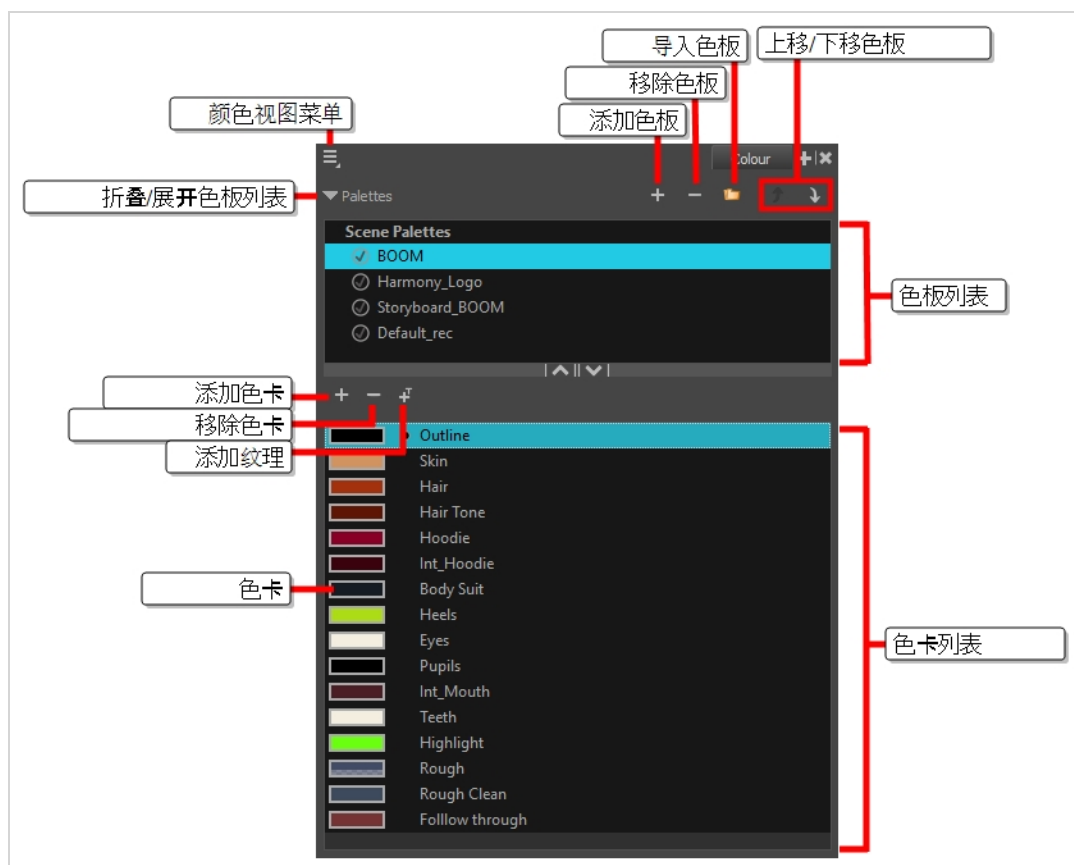 导入色板
上移/下移色板
移除色板
添加色板
颜色视图菜单
Colour
折叠/展开色板列表
Palettes
Scene Palettes
BOOM
Harmony_Logo
Storyboard_BOOM
Default_rec
色板列表
添加色卡
移除色卡
添加纹理
Outline
Skin
Hair
Hair Tone
Hoodie
Int_Hoodie
色卡
Body Suit
Heels
Eyes
色卡列表
Pupils
Int_Mouth
Teeth
Highlight
Rough
Rough Clean
Folllow through